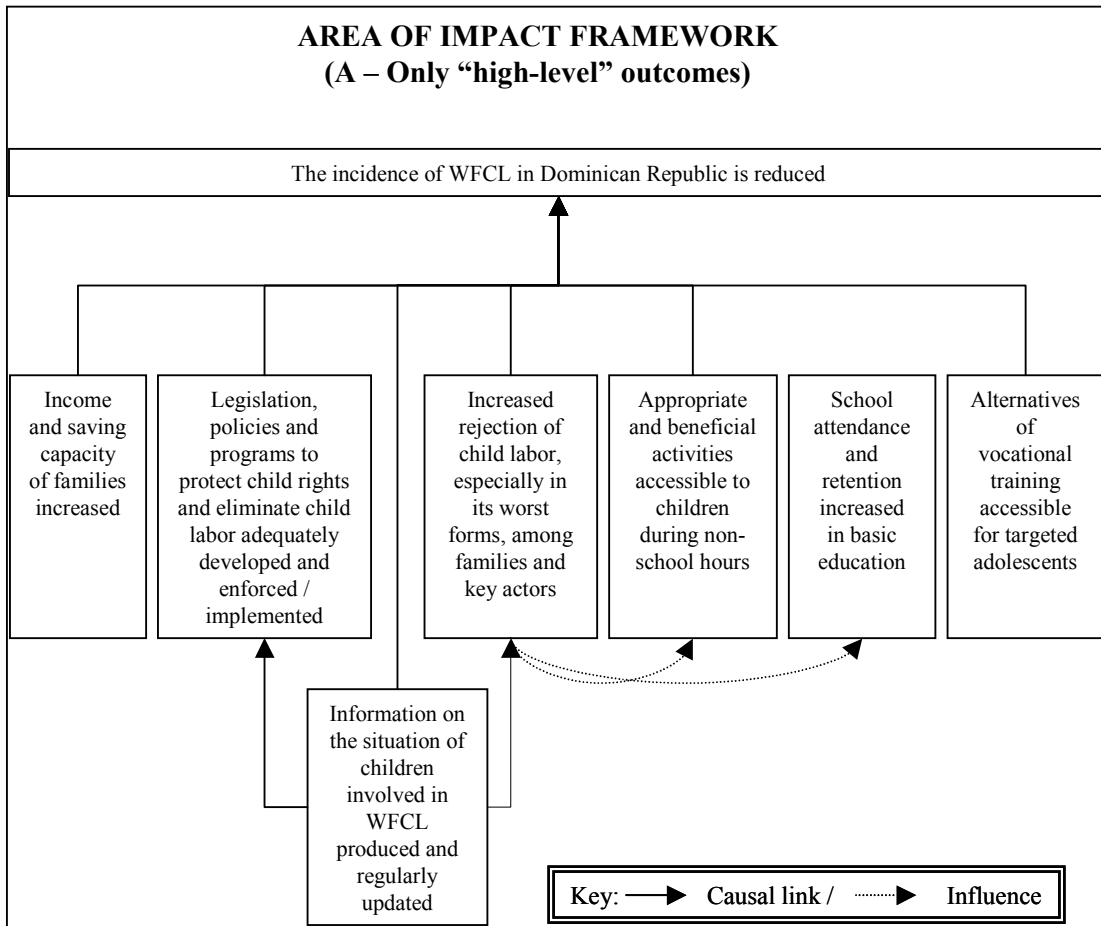 AREA OF IMPACT FRAMEWORK
(A – Only “high-level” outcomes)
The incidence of WFCL in Dominican Republic is reduced
Income
and saving
capacity
of families
increased
Legislation,
policies and
programs to
protect child rights
and eliminate child
labor adequately
developed and
enforced /
implemented
Increased
rejection of
child labor,
especially in
its worst
forms, among
families and
key actors
Appropriate
and beneficial
activities
accessible to
children
during non-
school hours
School
attendance
and
retention
increased
in basic
education
Alternatives
of
vocational
training
accessible
for targeted
adolescents
Information on
the situation of
children
involved in
WFCL
produced and
regularly
updated
Key: Causal link / Influence